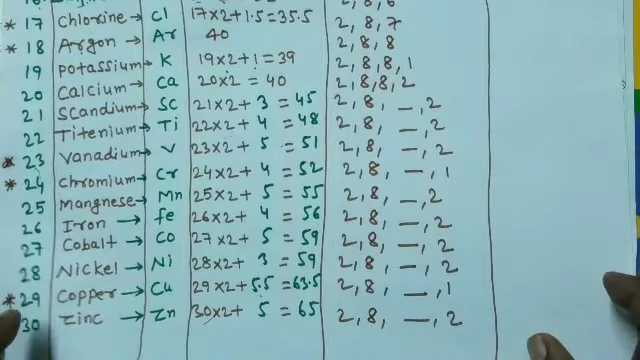 * 17 Chlorine → Cl 17x2+1.5=35.5 2, 8, 7
* 18 Argon → Ar 40 2, 8, 8
19 Potassium → K 19x2+1=39 2, 8, 8, 1
20 Calcium → Ca 20x2 = 40 2, 8, 8, 2
21 Scandium → Sc 21x2+ 3 = 45 2, 8, —, 2
22 Titenium → Ti 22x2+ 4 = 48 2, 8, —, 2
* 23 Vanadium → V 23x2+ 5 = 51 2, 8, —, 2
* 24 Chromium → Cr 24x2+ 4 = 52 2, 8, —, 1
25 Mangnese → Mn 25x2+ 5 = 55 2, 8, —, 2
26 Iron → fe 26x2+ 4 = 56 2, 8, —, 2
27 Cobalt → Co 27x2+ 5 = 59 2, 8, —, 2
28 Nickel → Ni 28x2+ 3 = 59 2, 8, —, 2
* 29 Copper → Cu 29x2+ 5.5 =63.5 2, 8, —, 1
30 Zinc → Zn 30x2+ 5 = 65 2, 8, —, 2